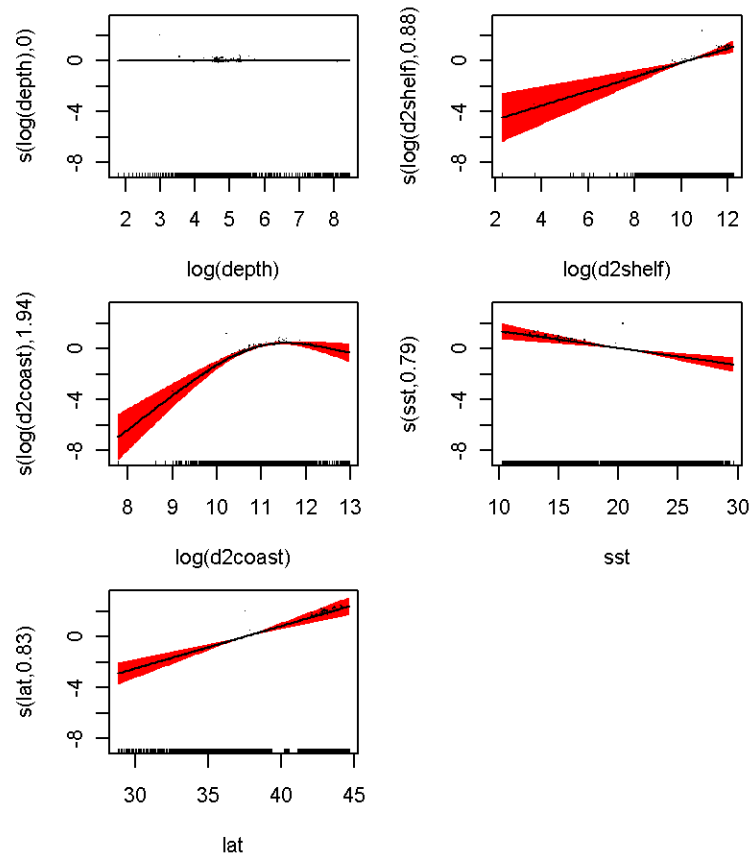 s(log(depth),0)
0
-4
-8
2 3 4 5 6 7 8
log(depth)
s(log(d2shelf),0.88)
0
-4
-8
2 4 6 8 10 12
log(d2shelf)
s(log(d2coast),1.94)
0
-4
-8
8 9 10 11 12 13
log(d2coast)
s(sst,0.79)
0
-4
-8
10 15 20 25 30
sst
s(lat,0.83)
0
-4
-8
30 35 40 45
lat